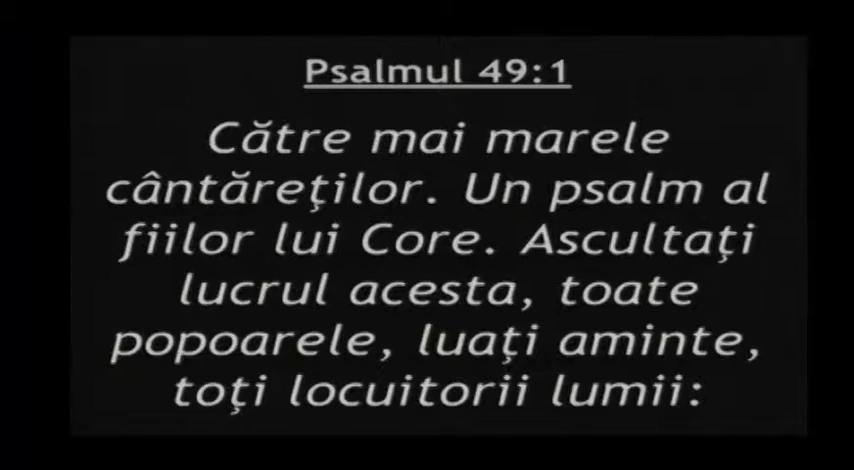 Psalmul 49:1
Către mai marele
cântăreţilor. Un psalm al
fiilor lui Core. Ascultaţi
lucrul acesta, toate
popoarele, luaţi aminte,
toţi locuitorii lumii: